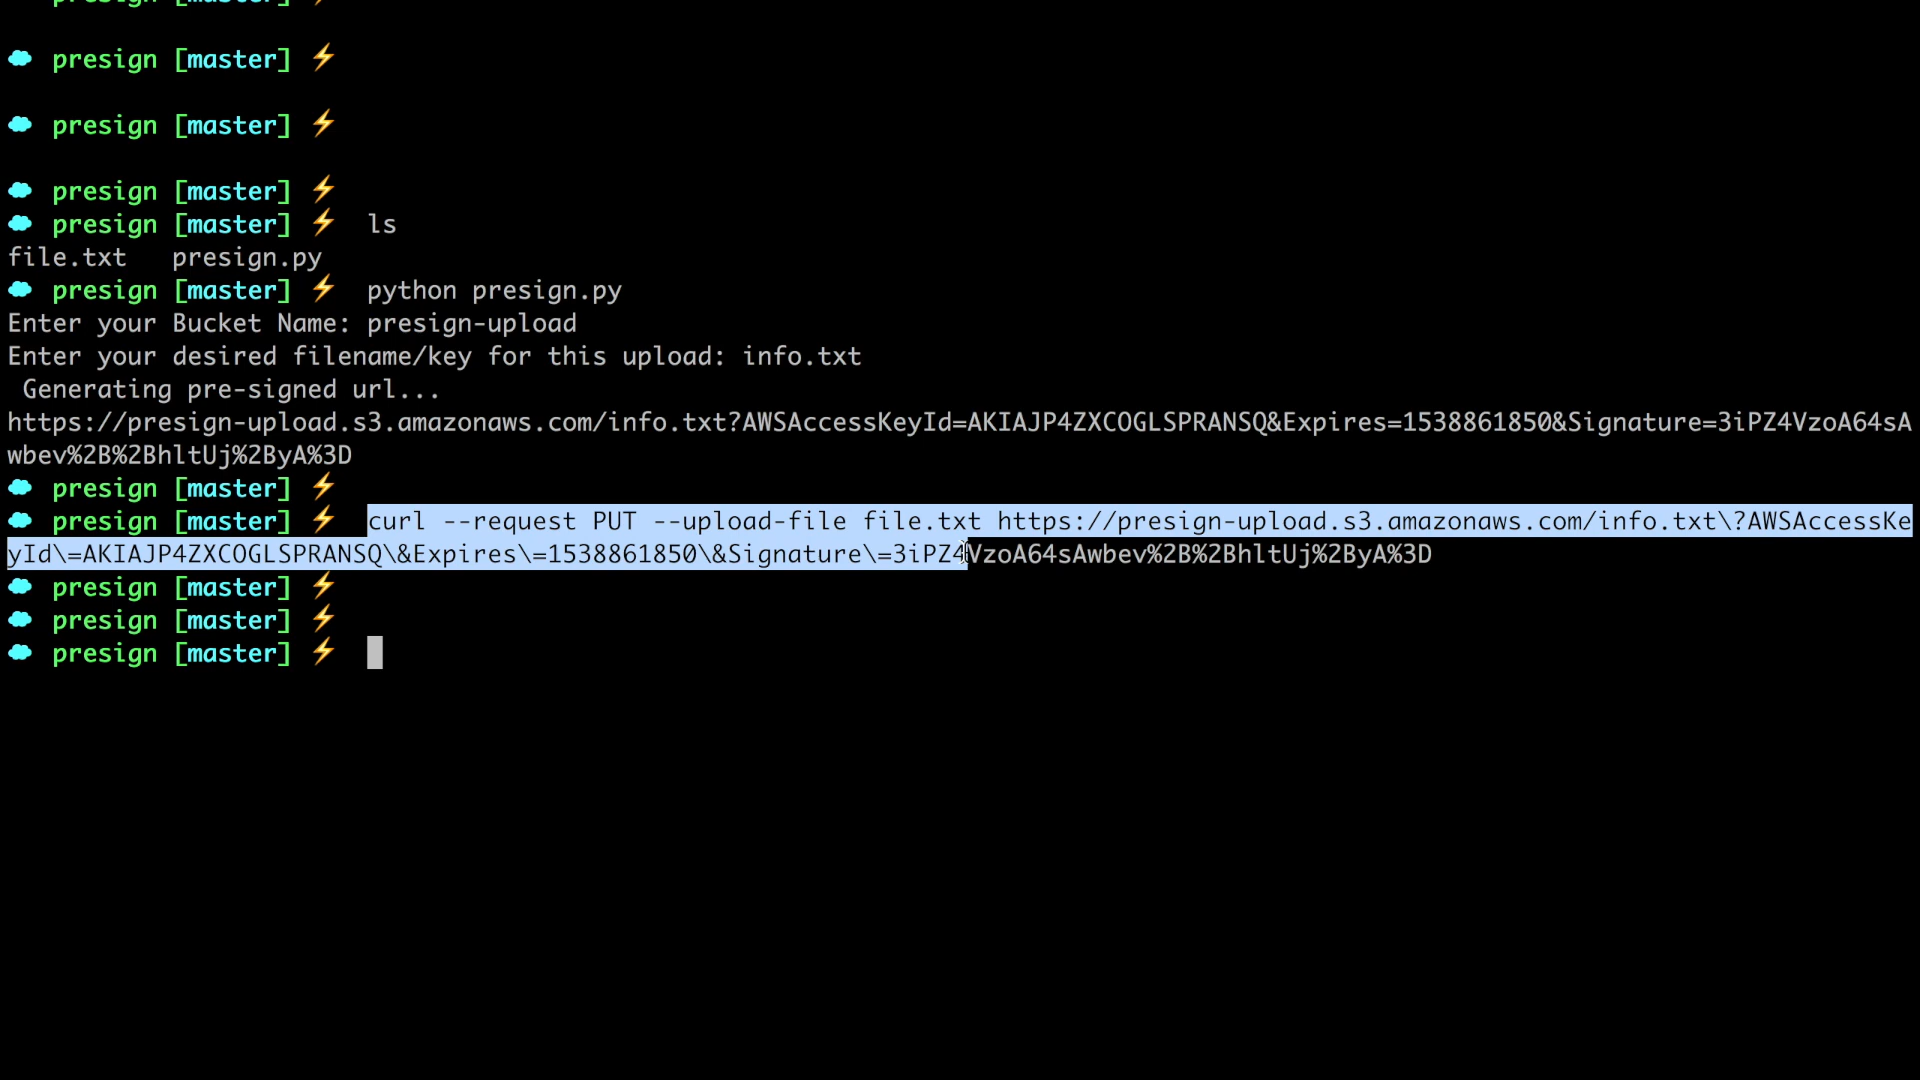 presign [master] ⚡
presign [master] ⚡
presign [master] ⚡
presign [master] ⚡
presign [master] ⚡ ls
file.txt presign.py
presign [master] ⚡ python presign.py
Enter your Bucket Name: presign-upload
Enter your desired filename/key for this upload: info.txt
Generating pre-signed url...
https://presign-upload.s3.amazonaws.com/info.txt?AWSAccessKeyId=AKIAJP4ZXCOGLSPRANSQ&Expires=1538861850&Signature=3iPZ4VzoA64sA
wbev%2B%2BhltUj%2ByA%3D
presign [master] ⚡
presign [master] ⚡ curl --request PUT --upload-file file.txt https://presign-upload.s3.amazonaws.com/info.txt\?AWSAccessKe
yId\=AKIAJP4ZXCOGLSPRANSQ\&Expires\=1538861850\&Signature\=3iPZ4VzoA64sAwbev%2B%2BhltUj%2ByA%3D
presign [master] ⚡
presign [master] ⚡
presign [master] ⚡